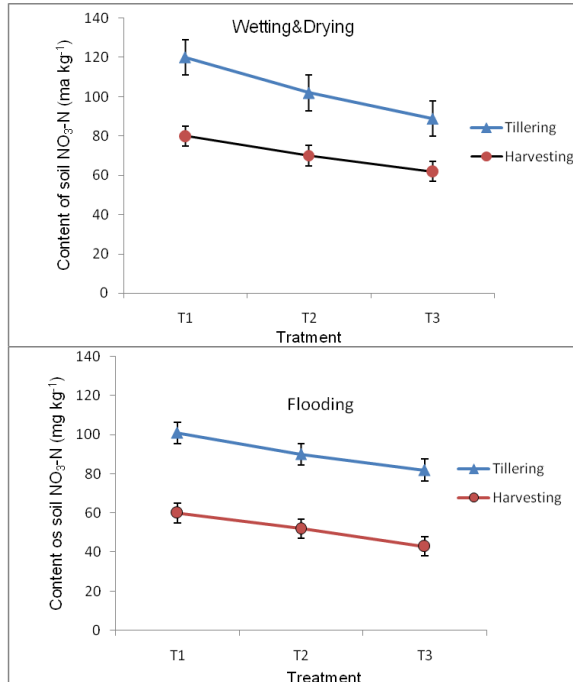 Wetting&Drying
Content of soil NO₃-N (ma kg⁻¹)
140
120
100
80
60
40
20
0
T1 T2 T3
Tratment
Tillering
Harvesting
Flooding
Content os soil NO₃-N (mg kg⁻¹)
140
120
100
80
60
40
20
0
T1 T2 T3
Treatment
Tillering
Harvesting